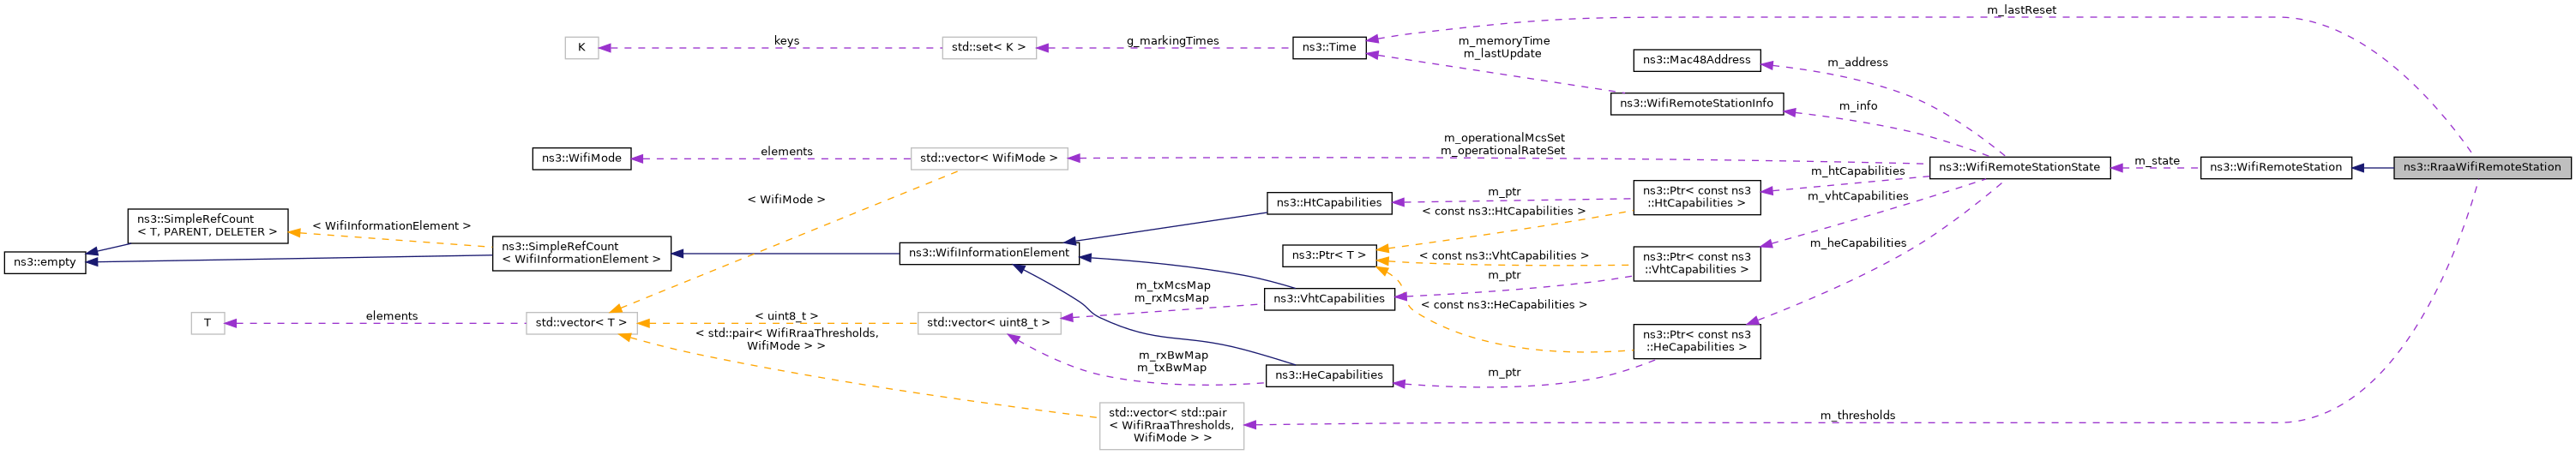 m_lastReset
K
keys
std::set< K >
g_markingTimes
ns3::Time
m_memoryTime
m_lastUpdate
ns3::Mac48Address
m_address
ns3::WifiRemoteStationInfo
m_info
ns3::WifiMode
elements
std::vector< WifiMode >
m_operationalMcsSet
m_operationalRateSet
ns3::WifiRemoteStationState
m_state
ns3::WifiRemoteStation
ns3::RraaWifiRemoteStation
m_htCapabilities
m_vhtCapabilities
m_heCapabilities
ns3::Ptr< const ns3
::HtCapabilities >
m_ptr
< const ns3::HtCapabilities >
ns3::HtCapabilities
< WifiMode >
ns3::SimpleRefCount
< T, PARENT, DELETER >
< WifiInformationElement >
ns3::SimpleRefCount
< WifiInformationElement >
ns3::empty
ns3::WifiInformationElement
ns3::Ptr< T >
< const ns3::VhtCapabilities >
m_ptr
ns3::Ptr< const ns3
::VhtCapabilities >
ns3::VhtCapabilities
m_txMcsMap
m_rxMcsMap
< const ns3::HeCapabilities >
T
elements
std::vector< T >
< uint8_t >
std::vector< uint8_t >
< std::pair< WifiRraaThresholds,
WifiMode > >
ns3::Ptr< const ns3
::HeCapabilities >
m_rxBwMap
m_txBwMap
ns3::HeCapabilities
m_ptr
std::vector< std::pair
< WifiRraaThresholds,
WifiMode > >
m_thresholds